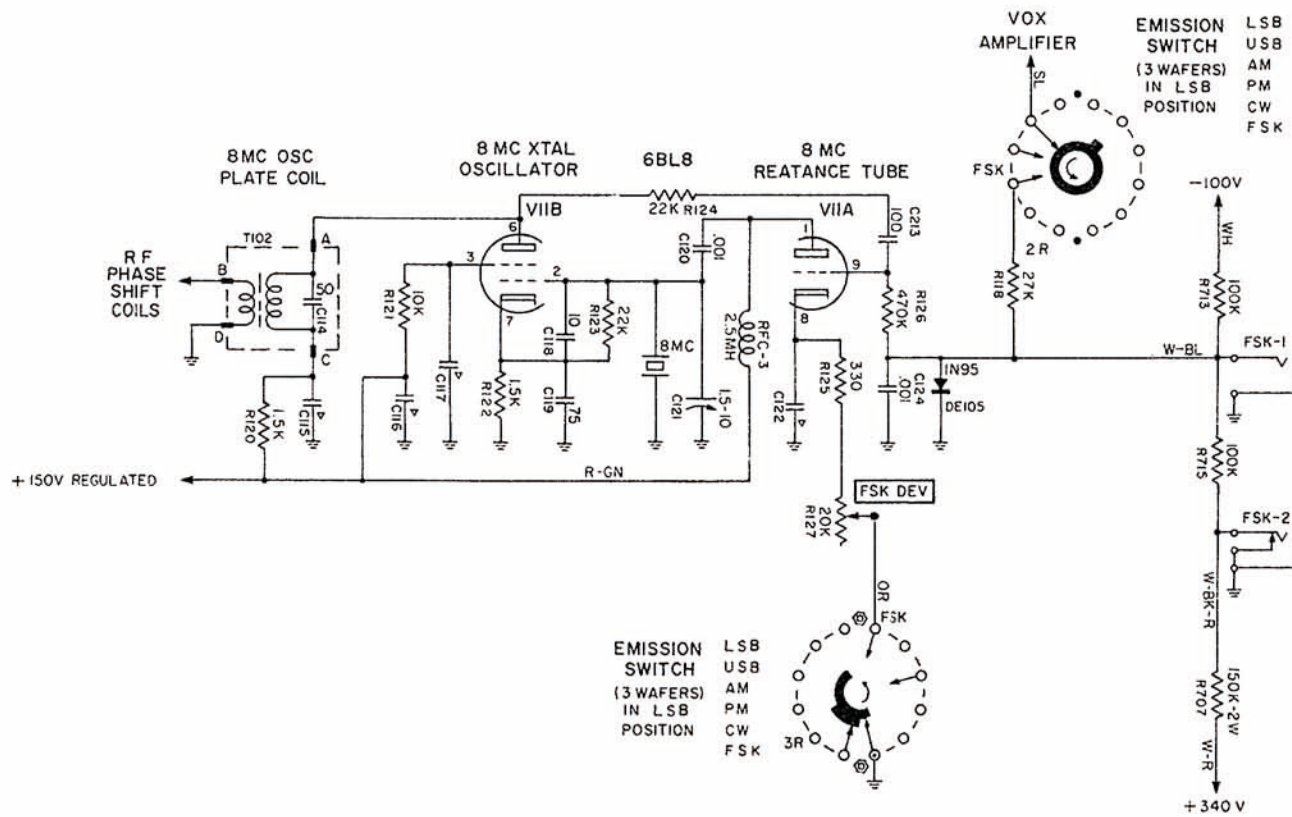 VOX
AMPLIFIER
EMISSION
SWITCH
(3 WAFERS)
IN LSB
POSITION
LSB
USB
AM
PM
CW
FSK
SL
FSK
2R
27K
R118
-100V
WH
100K
R713
W-BL
FSK-1
100K
R715
FSK-2
W-BK-R
150K-2W
R707
W-R
+340V
8MC OSC
PLATE COIL
8 MC XTAL
OSCILLATOR
6BL8
8 MC
REATANCE TUBE
V11B
6
3
2
7
22K R124
V11A
1
9
8
C213
100
T102
A
B
C
D
50
C114
RF
PHASE
SHIFT
COILS
10K
R121
C117
C116
C115
1.5K
R120
1.5K
R122
10
C118
22K
R123
75
C119
8MC
1.5-10
C121
.001
C120
RFC-3
2.5MH
C122
330
R125
470K
R126
.001
C124
1N95
DE105
+150V REGULATED
R-GN
20K
R127
FSK DEV
OR
FSK
3R
EMISSION
SWITCH
(3 WAFERS)
IN LSB
POSITION
LSB
USB
AM
PM
CW
FSK